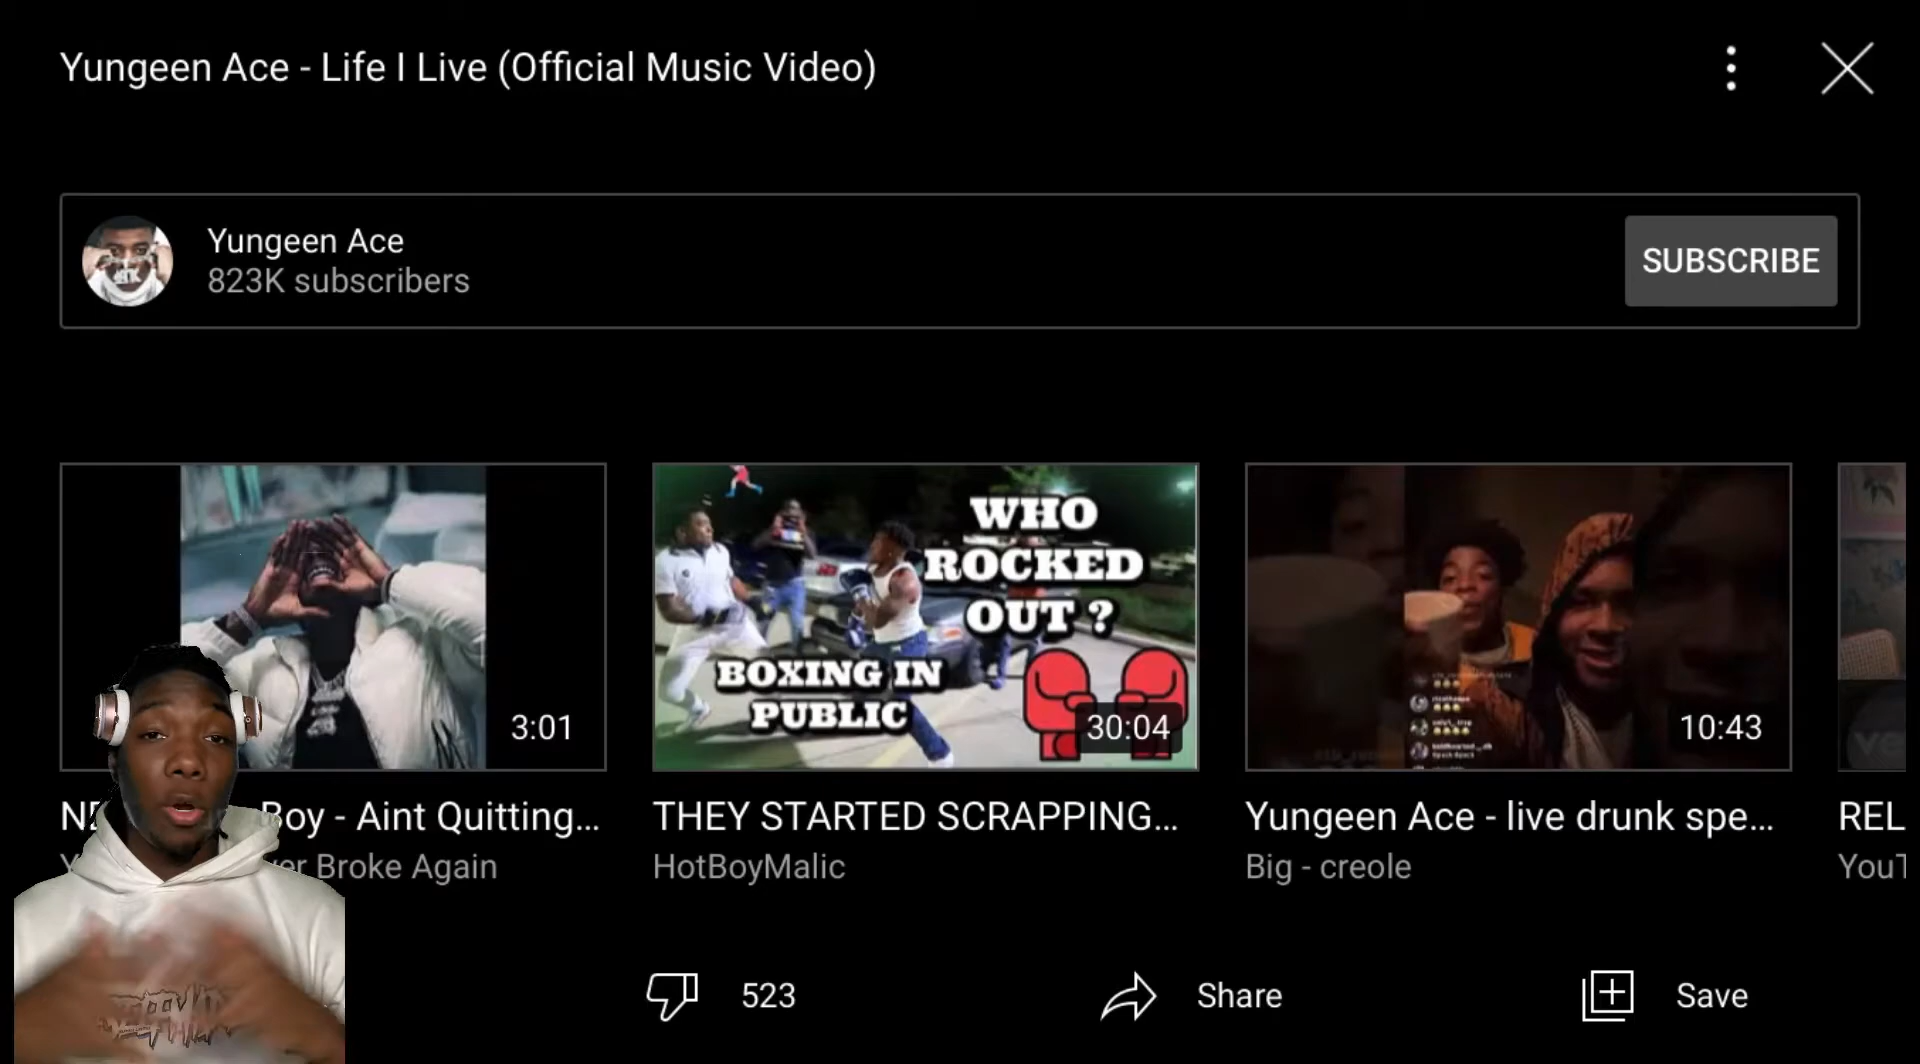 Yungeen Ace - Life I Live (Official Music Video)
Yungeen Ace
823K subscribers
SUBSCRIBE
WHO
ROCKED
OUT ?
BOXING IN
PUBLIC
3:01
30:04
10:43
Boy - Aint Quitting...
THEY STARTED SCRAPPING...
Yungeen Ace - live drunk spe...
REL
er Broke Again
HotBoyMalic
Big - creole
YouT
523
Share
Save